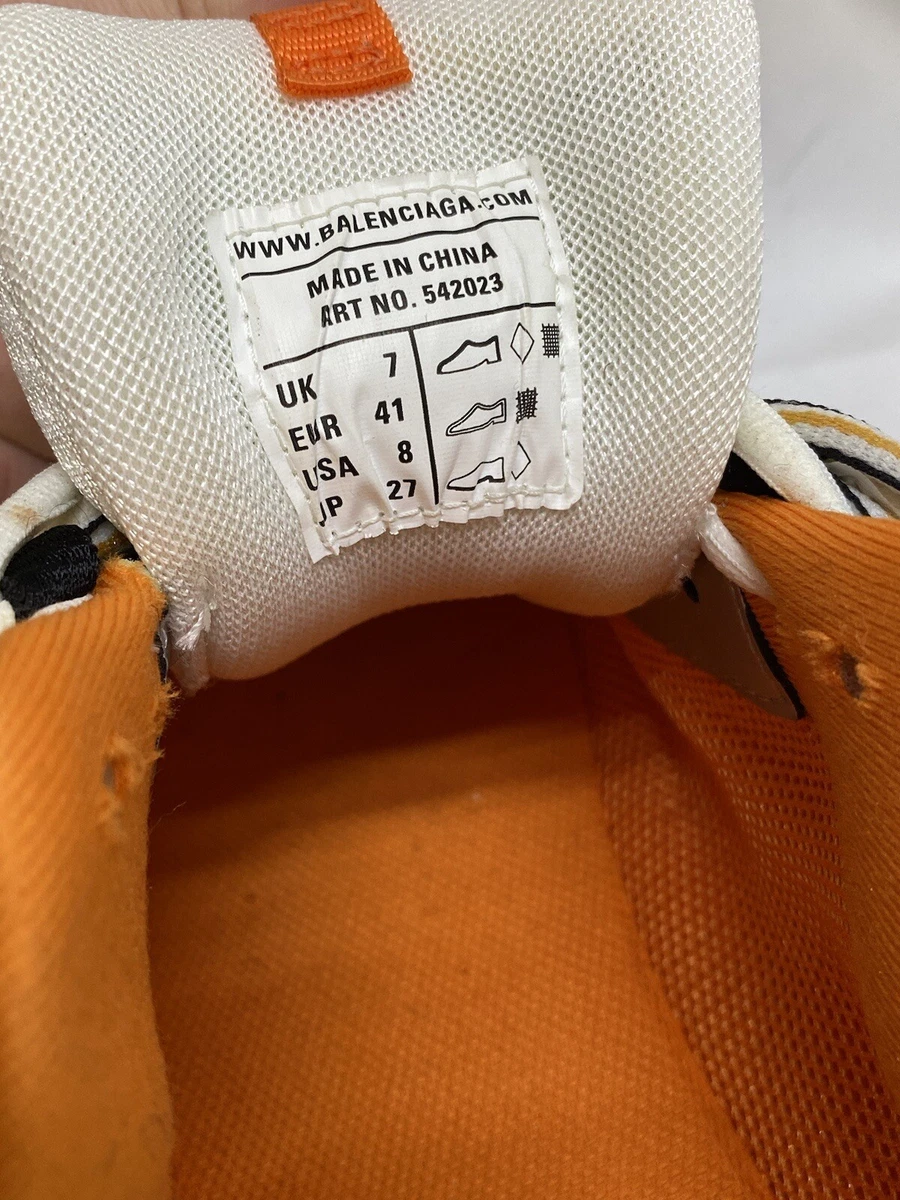 WWW.BALENCIAGA.COM
MADE IN CHINA
ART NO. 542023
UK 7
EUR 41
USA 8
JP 27